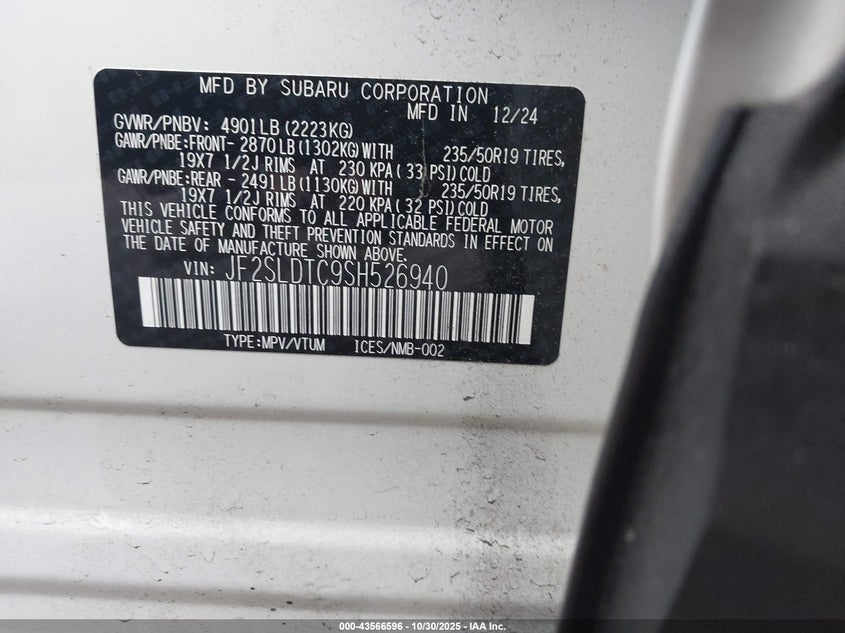 MFD BY SUBARU CORPORATION
MFD IN 12/24
GVWR/PNBV: 4901LB(2223KG)
GAWR/PNBE:FRONT- 2870LB(1302KG)WITH 235/50R19 TIRES,
19X7 1/2J RIMS AT 230 KPA( 33 PSI)COLD
GAWR/PNBE:REAR - 2491LB(1130KG)WITH 235/50R19 TIRES,
19X7 1/2J RIMS AT 220 KPA( 32 PSI)COLD
THIS VEHICLE CONFORMS TO ALL APPLICABLE FEDERAL MOTOR
VEHICLE SAFETY AND THEFT PREVENTION STANDARDS IN EFFECT ON
THE DATE OF MANUFACTURE SHOWN ABOVE.
VIN: JF2SLDTC9SH526940
TYPE:MPV/VTUM ICES/NMB-002
000-43566596 - 10/30/2025 - IAA Inc.